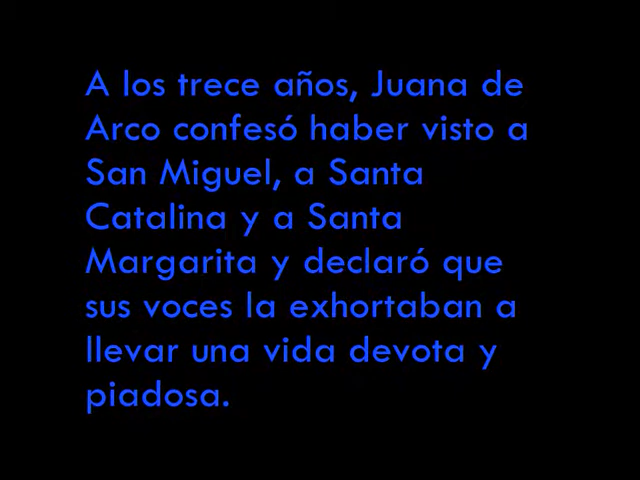 A los trece años, Juana de
Arco confesó haber visto a
San Miguel, a Santa
Catalina y a Santa
Margarita y declaró que
sus voces la exhortaban a
llevar una vida devota y
piadosa.